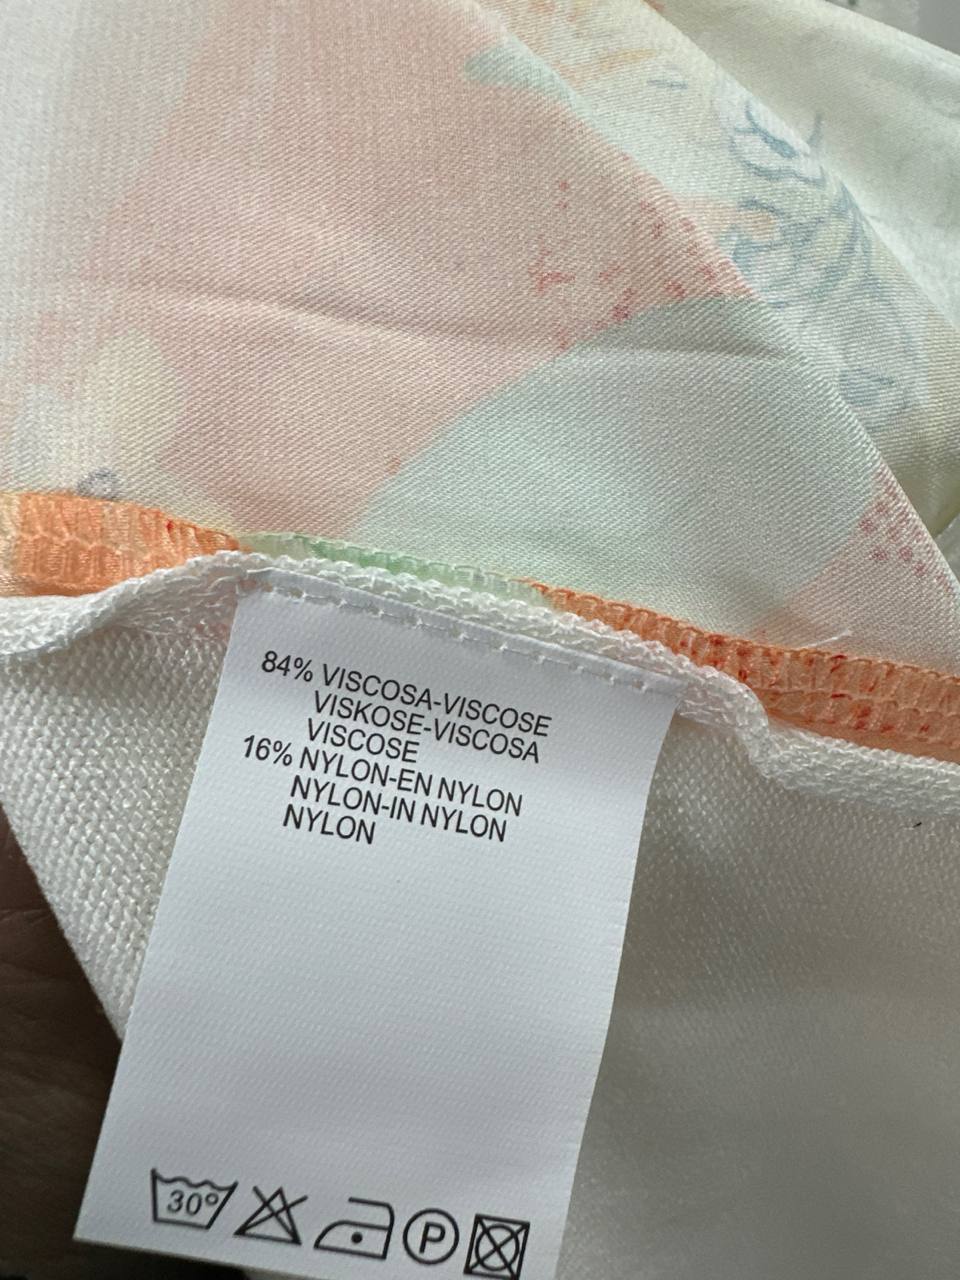 84% VISCOSA-VISCOSE
VISKOSE-VISCOSA
VISCOSE
16% NYLON-EN NYLON
NYLON-IN NYLON
NYLON
30°
P